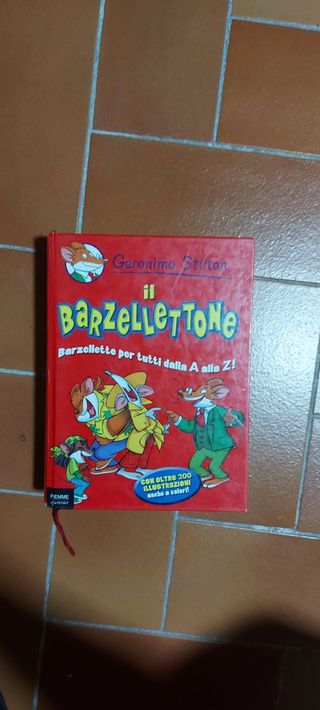 Geronimo Stilton
il
BARZELLETTONE
Barzellette per tutti dalla A alla Z!
CON OLTRE 200
ILLUSTRAZIONI
anche a colori!
PIEMME
Junior